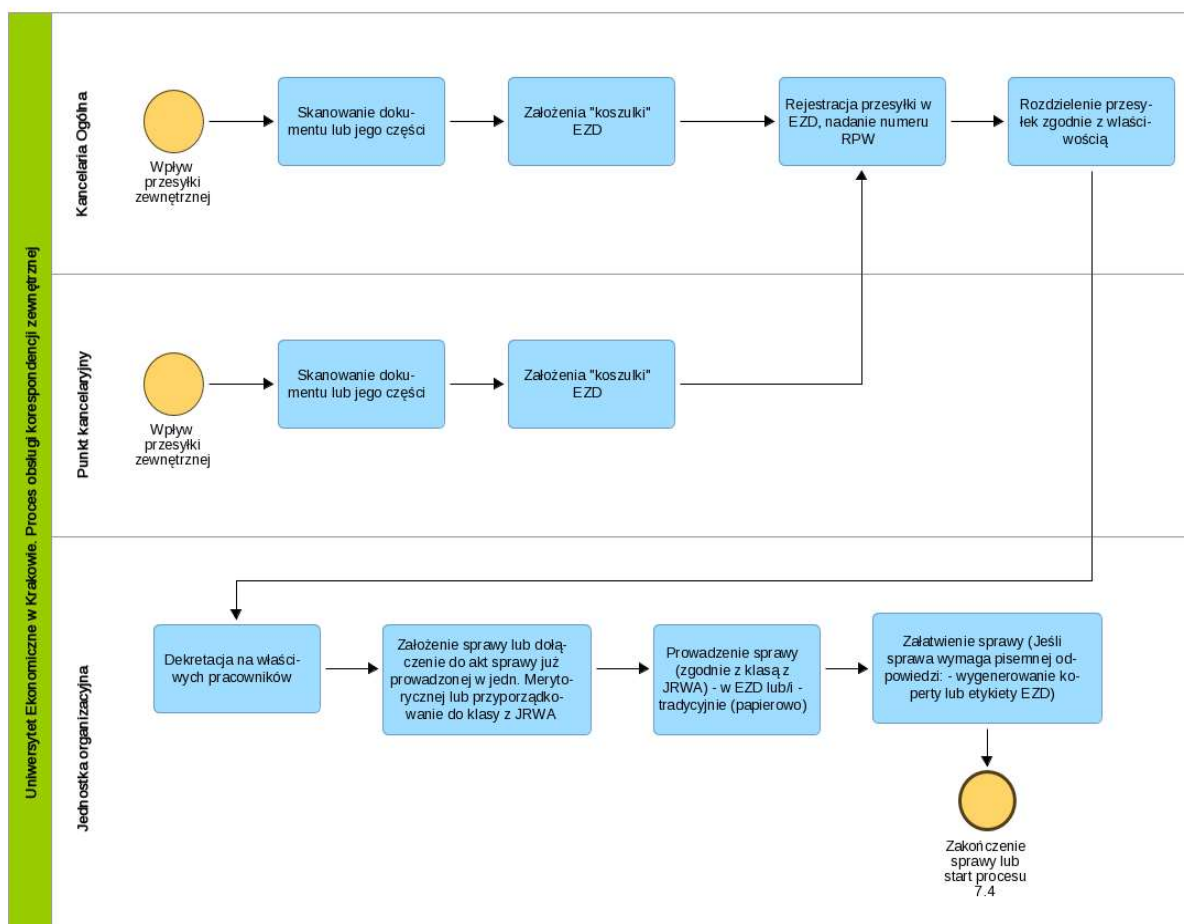 Uniwersytet Ekonomiczne w Krakowie. Proces obsługi korespondencji zewnętrznej
Kancelaria Ogólna
Wpływ
przesyłki
zewnętrznej
Skanowanie doku-
mentu lub jego części
Założenia "koszulki"
EZD
Rejestracja przesyłki w
EZD, nadanie numeru
RPW
Rozdzielenie przesy-
łek zgodnie z wlaści-
wością
Punkt kancelaryjny
Wpływ
przesyłki
zewnętrznej
Skanowanie doku-
mentu lub jego części
Założenia "koszulki"
EZD
Jednostka organizacyjna
Dekretacja na właści-
wych pracowników
Założenie sprawy lub dołą-
czenie do akt sprawy już
prowadzonej w jedn. Meryto-
rycznej lub przyporządko-
wanie do klasy z JRWA
Prowadzenie sprawy
(zgodnie z klasą z
JRWA) - w EZD lub/i -
tradycyjnie (papierowo)
Załatwienie sprawy (Jeśli
sprawa wymaga pisemnej od-
powiedzi: - wygenerowanie ko-
perty lub etykiety EZD)
Zakończenie
sprawy lub
start procesu
7.4